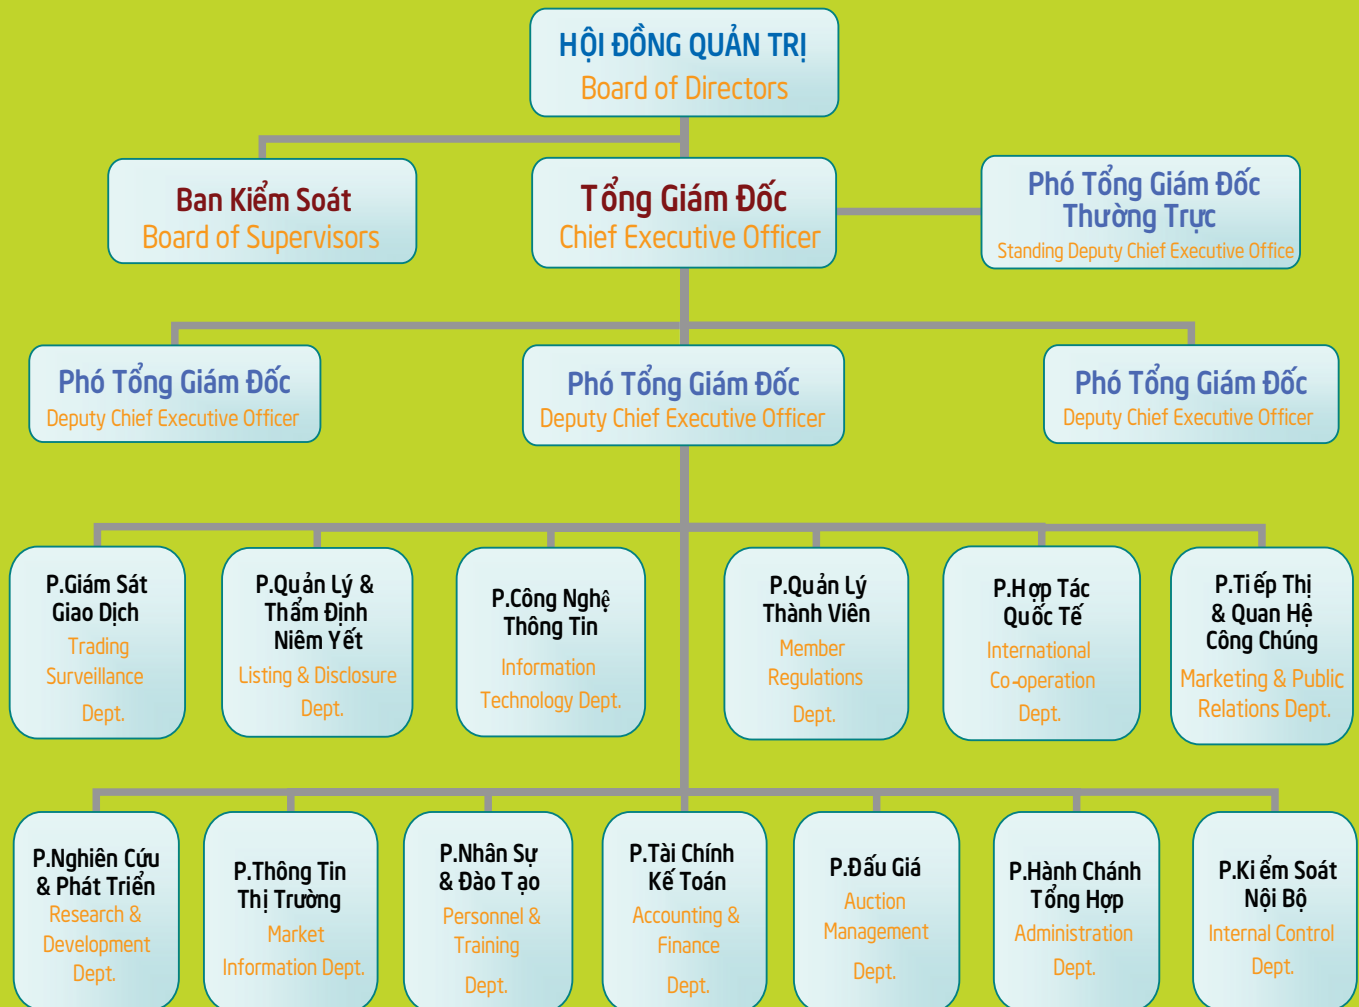 HỘI ĐỒNG QUẢN TRỊ
Board of Directors
Ban Kiểm Soát
Board of Supervisors
Tổng Giám Đốc
Chief Executive Officer
Phó Tổng Giám Đốc
Thường Trực
Standing Deputy Chief Executive Office
Phó Tổng Giám Đốc
Deputy Chief Executive Officer
Phó Tổng Giám Đốc
Deputy Chief Executive Officer
Phó Tổng Giám Đốc
Deputy Chief Executive Officer
P.Giám Sát
Giao Dịch
Trading
Surveillance
Dept.
P.Quản Lý &
Thẩm Định
Niêm Yết
Listing & Disclosure
Dept.
P.Công Nghệ
Thông Tin
Information
Technology Dept.
P.Quản Lý
Thành Viên
Member
Regulations
Dept.
P.Hợp Tác
Quốc Tế
International
Co-operation
Dept.
P.Tiếp Thị
& Quan Hệ
Công Chúng
Marketing & Public
Relations Dept.
P.Nghiên Cứu
& Phát Triển
Research &
Development
Dept.
P.Thông Tin
Thị Trường
Market
Information Dept.
P.Nhân Sự
& Đào Tạo
Personnel &
Training
Dept.
P.Tài Chính
Kế Toán
Accounting &
Finance
Dept.
P.Đấu Giá
Auction
Management
Dept.
P.Hành Chánh
Tổng Hợp
Administration
Dept.
P.Kiểm Soát
Nội Bộ
Internal Control
Dept.